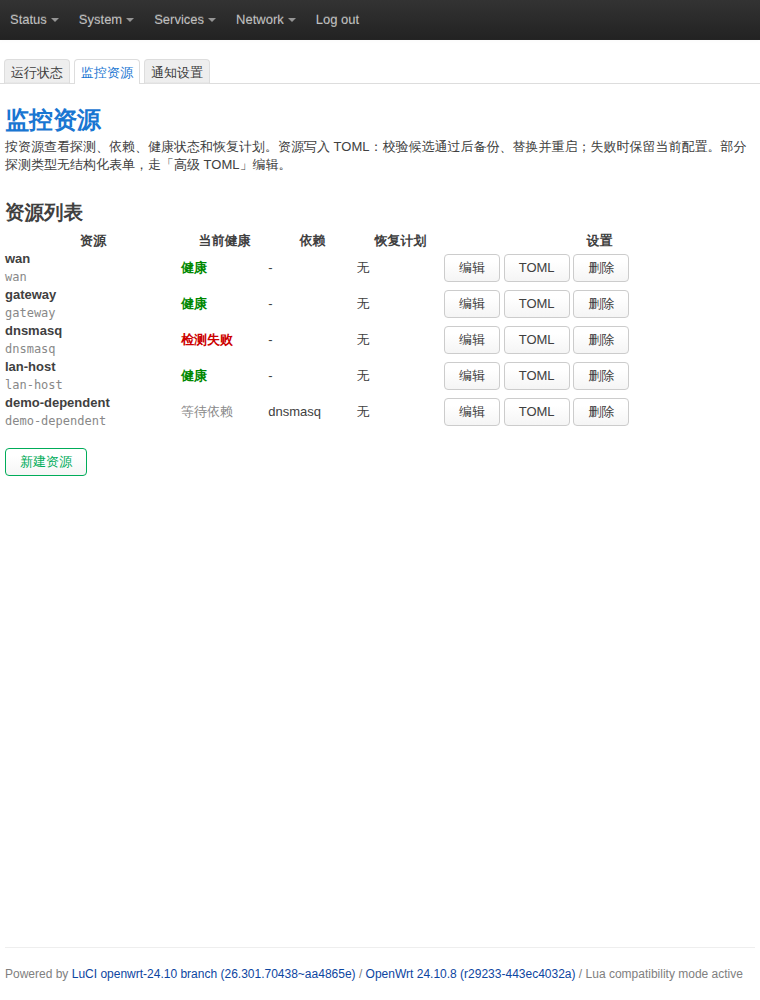 Status System Services Network Log out
运行状态 监控资源 通知设置
监控资源
按资源查看探测、依赖、健康状态和恢复计划。资源写入 TOML：校验候选通过后备份、替换并重启；失败时保留当前配置。部分
探测类型无结构化表单，走「高级 TOML」编辑。
资源列表
资源 当前健康 依赖 恢复计划 设置
wan
wan
健康 - 无 编辑 TOML 删除
gateway
gateway
健康 - 无 编辑 TOML 删除
dnsmasq
dnsmasq
检测失败 - 无 编辑 TOML 删除
lan-host
lan-host
健康 - 无 编辑 TOML 删除
demo-dependent
demo-dependent
等待依赖 dnsmasq 无 编辑 TOML 删除
新建资源
Powered by LuCI openwrt-24.10 branch (26.301.70438~aa4865e) / OpenWrt 24.10.8 (r29233-443ec4032a) / Lua compatibility mode active